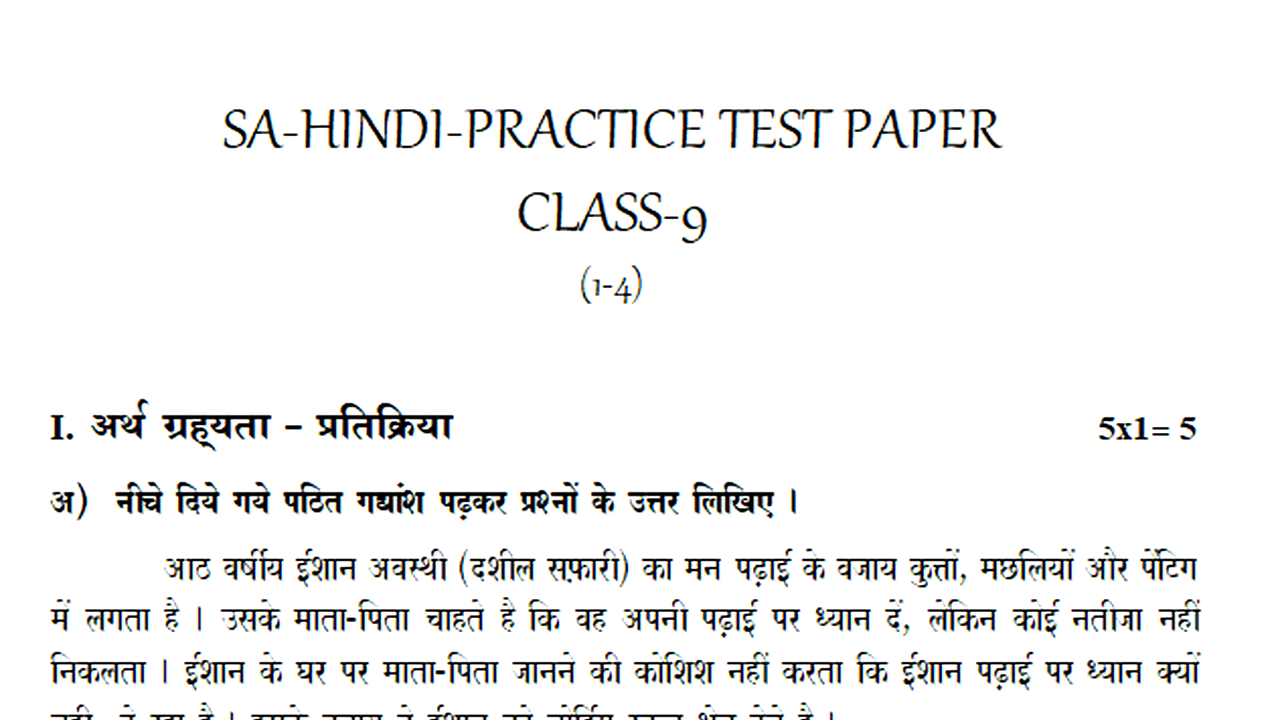 SA-HINDI-PRACTICE TEST PAPER
CLASS-9
(1-4)
I. अर्थ ग्रह्यता – प्रतिक्रिया 5x1= 5
अ) नीचे दिये गये पठित गद्यांश पढ़कर प्रश्नों के उत्तर लिखिए ।
आठ वर्षीय ईशान अवस्थी (दर्शील सफ़ारी) का मन पढ़ाई के वजाय कुत्तों, मछलियों और पेंटिग
में लगता है । उसके माता-पिता चाहते है कि वह अपनी पढ़ाई पर ध्यान दें, लेकिन कोई नतीजा नहीं
निकलता । ईशान के घर पर माता-पिता जानने की कोशिश नहीं करता कि ईशान पढ़ाई पर ध्यान क्यों